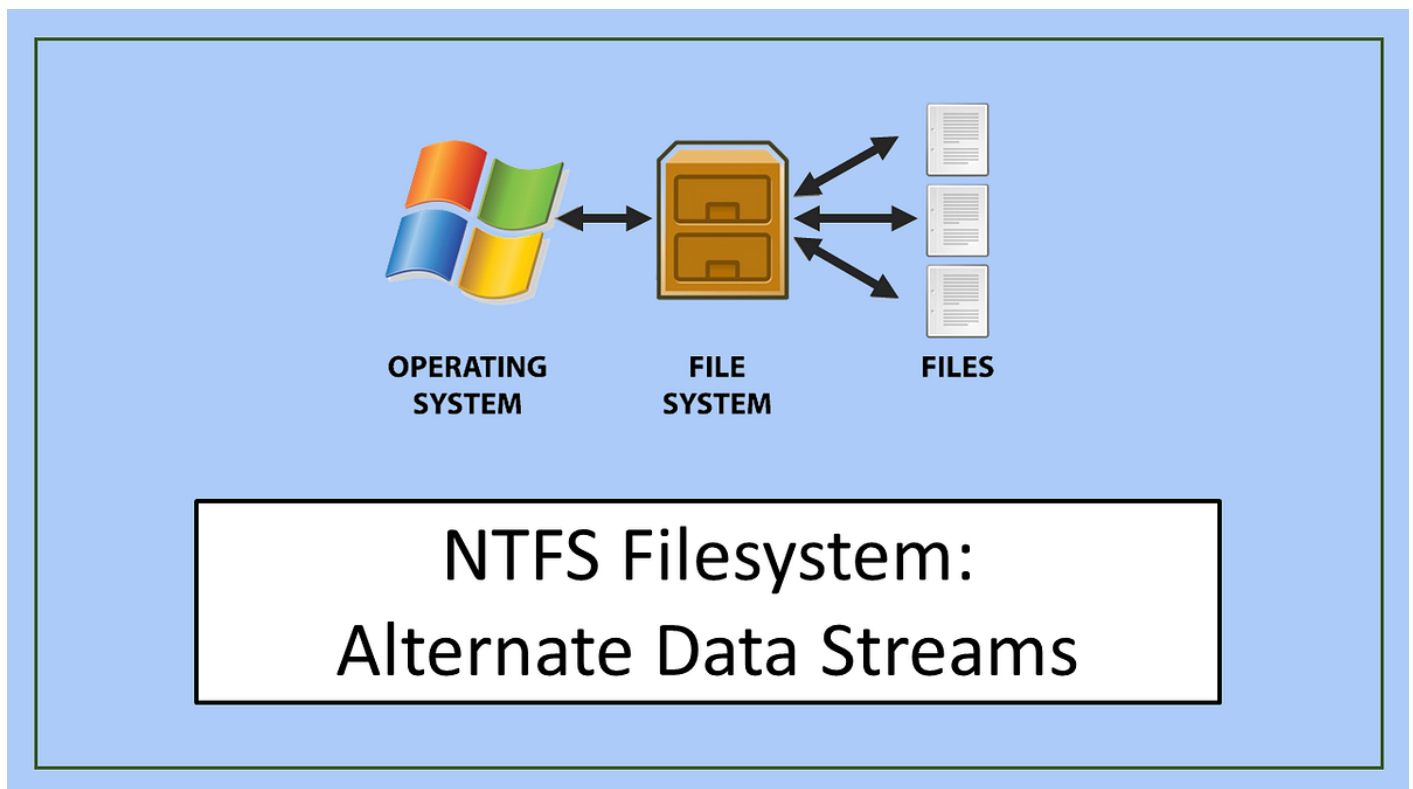 OPERATING
SYSTEM
FILE
SYSTEM
FILES
NTFS Filesystem:
Alternate Data Streams